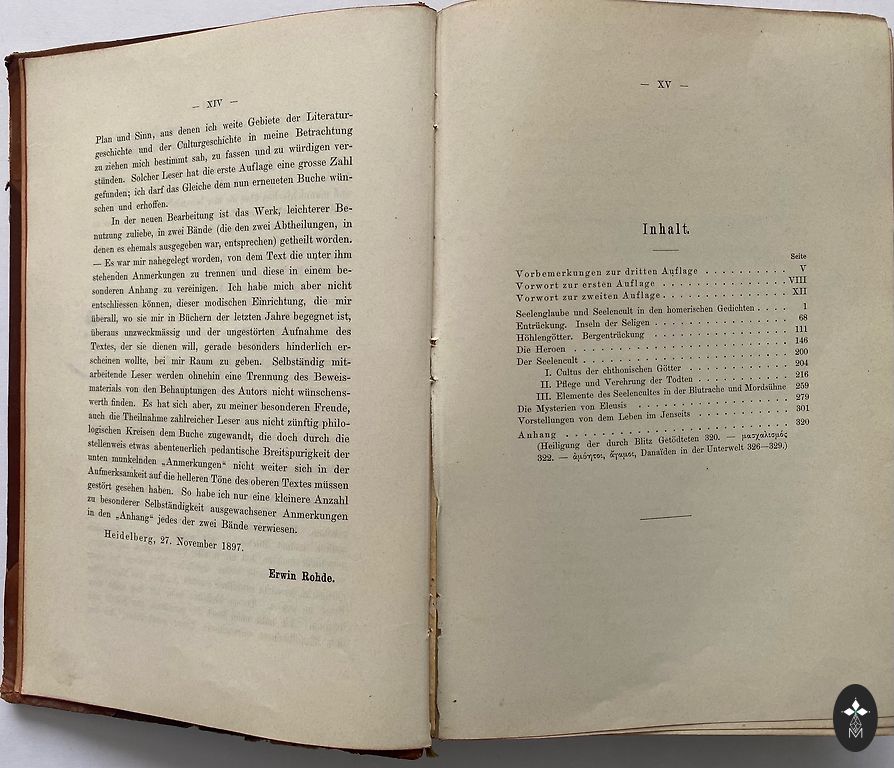 — XIV —
Plan und Sinn, aus denen ich weite Gebiete der Literatur-
geschichte und der Culturgeschichte in meine Betrachtung
zu ziehen mich bestimmt sah, zu fassen und zu würdigen ver-
stünden. Solcher Leser hat die erste Auflage eine grosse Zahl
gefunden; ich darf das Gleiche dem nun erneueten Buche wün-
schen und erhoffen.
In der neuen Bearbeitung ist das Werk, leichterer Be-
nutzung zuliebe, in zwei Bände (die den zwei Abtheilungen, in
denen es ehemals ausgegeben war, entsprechen) getheilt worden.
— Es war mir nahegelegt worden, von dem Text die unter ihm
stehenden Anmerkungen zu trennen und diese in einem be-
sonderen Anhang zu vereinigen. Ich habe mich aber nicht
entschliessen können, dieser modischen Einrichtung, die mir
überall, wo sie mir in Büchern der letzten Jahre begegnet ist,
überaus unzweckmässig und der ungestörten Aufnahme des
Textes, der sie dienen will, gerade besonders hinderlich er-
scheinen wollte, bei mir Raum zu geben. Selbständig mit-
arbeitende Leser werden ohnehin eine Trennung des Beweis-
materials von den Behauptungen des Autors nicht wünschens-
werth finden. Es hat sich aber, zu meiner besonderen Freude,
auch die Theilnahme zahlreicher Leser aus nicht zünftig philo-
logischen Kreisen dem Buche zugewandt, die doch durch die
stellenweis etwas abenteuerlich pedantische Breitspurigkeit der
unten munkelnden „Anmerkungen“ nicht weiter sich in der
Aufmerksamkeit auf die helleren Töne des oberen Textes müssen
gestört gesehen haben. So habe ich nur eine kleinere Anzahl
zu besonderer Selbständigkeit ausgewachsener Anmerkungen
in den „Anhang“ jedes der zwei Bände verwiesen.
Heidelberg, 27. November 1897.
Erwin Rohde.
— XV —
Inhalt.
Seite
Vorbemerkungen zur dritten Auflage . . . . . . . . . . V
Vorwort zur ersten Auflage . . . . . . . . . . . . . VIII
Vorwort zur zweiten Auflage . . . . . . . . . . . . . XII
Seelenglaube und Seelencult in den homerischen Gedichten . . . . 1
Entrückung. Inseln der Seligen . . . . . . . . . . . . . 68
Höhlengötter. Bergentrückung . . . . . . . . . . . . . 111
Die Heroen . . . . . . . . . . . . . . . . . . . 146
Der Seelencult . . . . . . . . . . . . . . . . . . 200
I. Cultus der chthonischen Götter . . . . . . . . . . . 204
II. Pflege und Verehrung der Todten . . . . . . . . . . 216
III. Elemente des Seelencultes in der Blutrache und Mordsühne 259
Die Mysterien von Eleusis . . . . . . . . . . . . . . 279
Vorstellungen von dem Leben im Jenseits . . . . . . . . . 301
Anhang . . . . . . . . . . . . . . . . . . . . 320
(Heiligung der durch Blitz Getödteten 320. — μασχαλισμός
322. — ἀμύητοι, ἄγαμοι, Danaïden in der Unterwelt 326—329.)
M